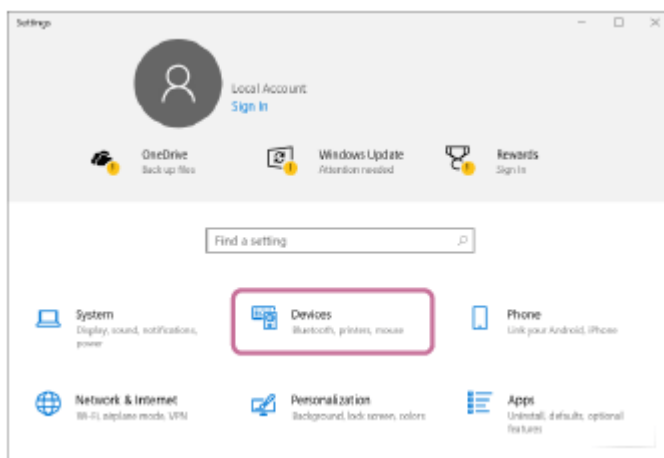 Settings
Local Account
Sign in
OneDrive
Back up files
Windows Update
Attention needed
Rewards
Sign in
Find a setting
System
Display, sound, notifications,
power
Devices
Bluetooth, printers, mouse
Phone
Link your Android, iPhone
Network & Internet
Wi-Fi, airplane mode, VPN
Personalization
Background, lock screen, colors
Apps
Uninstall, defaults, optional
features